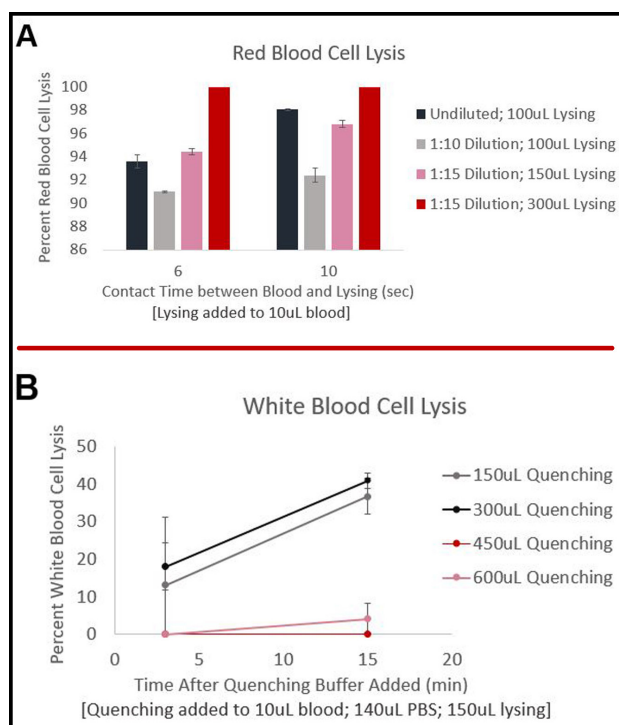 A
Red Blood Cell Lysis
Percent Red Blood Cell Lysis
100
98
96
94
92
90
88
86
6
10
Contact Time between Blood and Lysing (sec)
[Lysing added to 10uL blood]
Undiluted; 100uL Lysing
1:10 Dilution; 100uL Lysing
1:15 Dilution; 150uL Lysing
1:15 Dilution; 300uL Lysing
B
White Blood Cell Lysis
Percent White Blood Cell Lysis
50
40
30
20
10
0
0
5
10
15
20
Time After Quenching Buffer Added (min)
[Quenching added to 10uL blood; 140uL PBS; 150uL lysing]
150uL Quenching
300uL Quenching
450uL Quenching
600uL Quenching